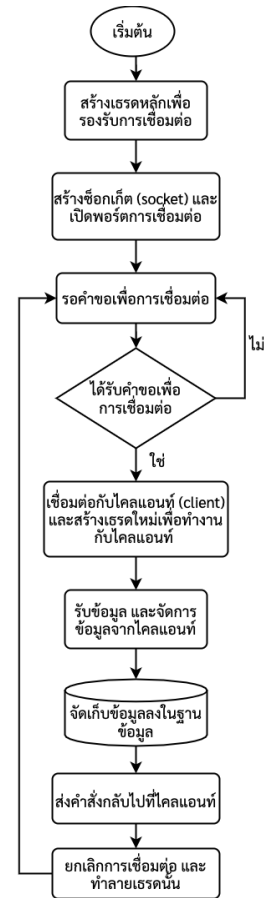 เริ่มต้น
สร้างเธรดหลักเพื่อ
รองรับการเชื่อมต่อ
สร้างซ็อกเก็ต (socket) และ
เปิดพอร์ตการเชื่อมต่อ
รอคำขอเพื่อการเชื่อมต่อ
ไม่
ได้รับคำขอเพื่อ
การเชื่อมต่อ
ใช่
เชื่อมต่อกับไคลแอนท์ (client)
และสร้างเธรดใหม่เพื่อทำงาน
กับไคลแอนท์
รับข้อมูล และจัดการ
ข้อมูลจากไคลแอนท์
จัดเก็บข้อมูลลงในฐาน
ข้อมูล
ส่งคำสั่งกลับไปที่ไคลแอนท์
ยกเลิกการเชื่อมต่อ และ
ทำลายเธรดนั้น